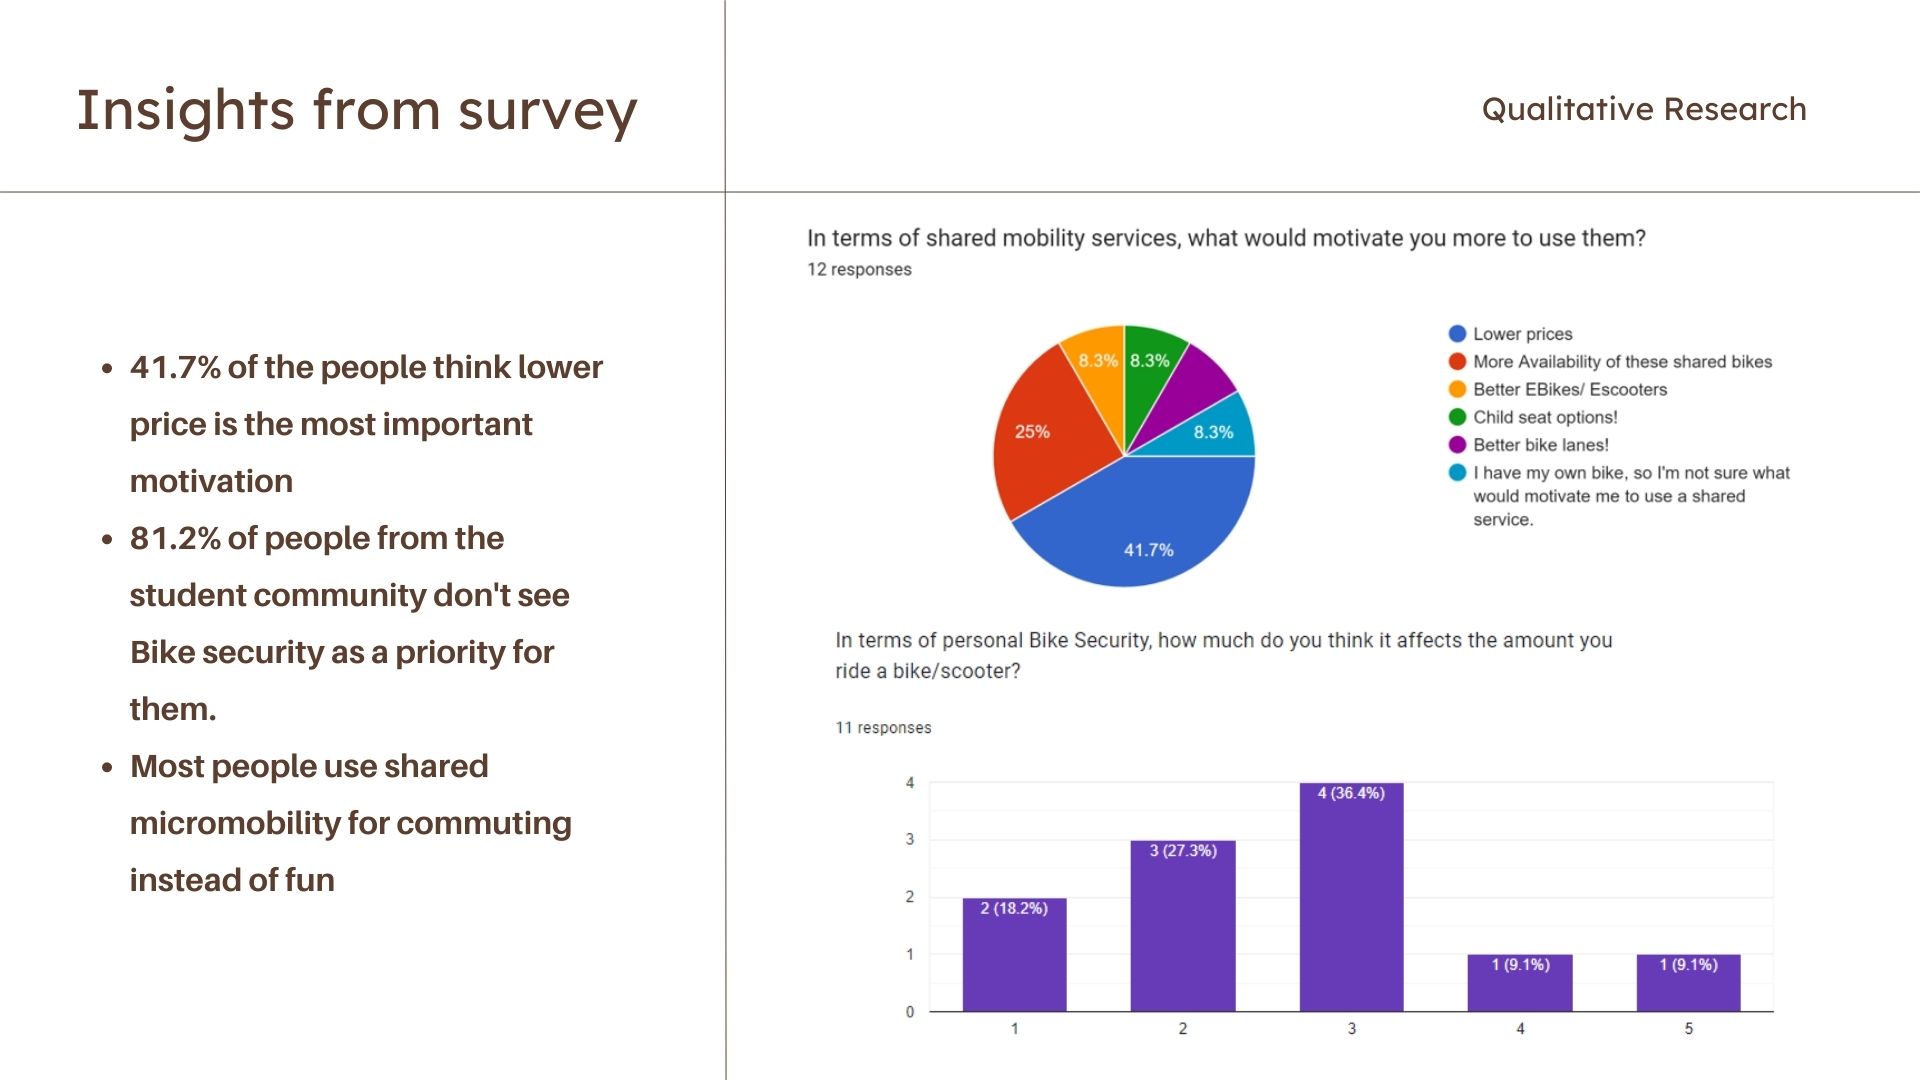 Insights from survey
Qualitative Research
• 41.7% of the people think lower
price is the most important
motivation
• 81.2% of people from the
student community don't see
Bike security as a priority for
them.
• Most people use shared
micromobility for commuting
instead of fun
In terms of shared mobility services, what would motivate you more to use them?
12 responses
8.3%
8.3%
25%
8.3%
41.7%
Lower prices
More Availability of these shared bikes
Better EBikes/ Escooters
Child seat options!
Better bike lanes!
I have my own bike, so I'm not sure what
would motivate me to use a shared
service.
In terms of personal Bike Security, how much do you think it affects the amount you
ride a bike/scooter?
11 responses
4
3
2
1
0
2 (18.2%)
3 (27.3%)
4 (36.4%)
1 (9.1%)
1 (9.1%)
1
2
3
4
5